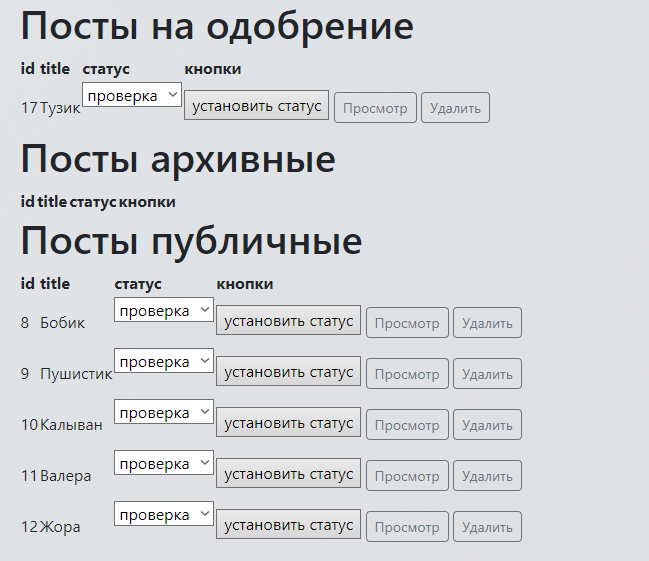 Посты на одобрение
id title статус кнопки
17 Тузик проверка установить статус Просмотр Удалить
Посты архивные
id title статус кнопки
Посты публичные
id title статус кнопки
8 Бобик проверка установить статус Просмотр Удалить
9 Пушистик проверка установить статус Просмотр Удалить
10 Калыван проверка установить статус Просмотр Удалить
11 Валера проверка установить статус Просмотр Удалить
12 Жора проверка установить статус Просмотр Удалить